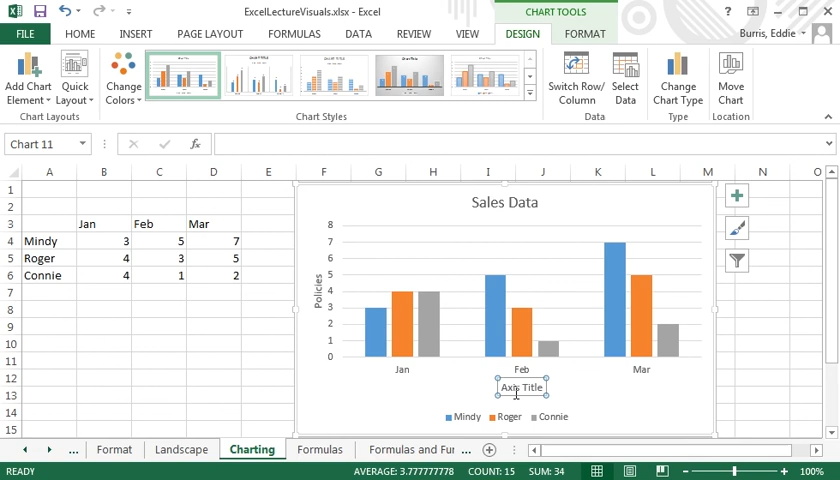 ExcelLectureVisuals.xlsx - Excel
CHART TOOLS
?
FILE HOME INSERT PAGE LAYOUT FORMULAS DATA REVIEW VIEW DESIGN FORMAT Burris, Eddie
Add Chart Element
Quick Layout
Change Colors
Switch Row/ Column
Select Data
Change Chart Type
Move Chart
Chart Layouts Chart Styles Data Type Location
Chart 11 fx
A B C D E F G H I J K L M N O
1
2
3 Jan Feb Mar
4 Mindy 3 5 7
5 Roger 4 3 5
6 Connie 4 1 2
7
8
9
10
11
12
13
14
15
Sales Data
8
7
6
5
4
3
2
1
0
Policies
Jan Feb Mar
Axis Title
Mindy Roger Connie
... Format Landscape Charting Formulas Formulas and Fur ...
READY AVERAGE: 3.777777778 COUNT: 15 SUM: 34 100%